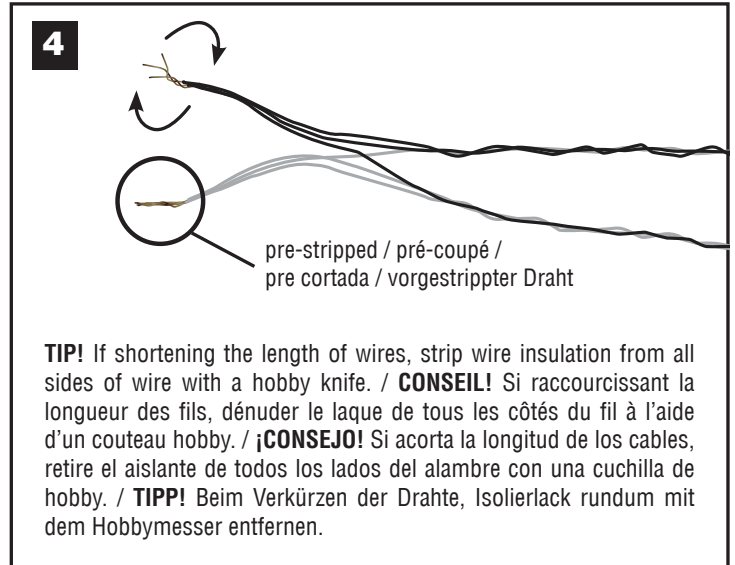 4
pre-stripped / pré-coupé /
pre cortada / vorgestrippter Draht
TIP! If shortening the length of wires, strip wire insulation from all
sides of wire with a hobby knife. / CONSEIL! Si raccourcissant la
longueur des fils, dénuder le laque de tous les côtés du fil à l’aide
d’un couteau hobby. / ¡CONSEJO! Si acorta la longitud de los cables,
retire el aislante de todos los lados del alambre con una cuchilla de
hobby. / TIPP! Beim Verkürzen der Drahte, Isolierlack rundum mit
dem Hobbymesser entfernen.